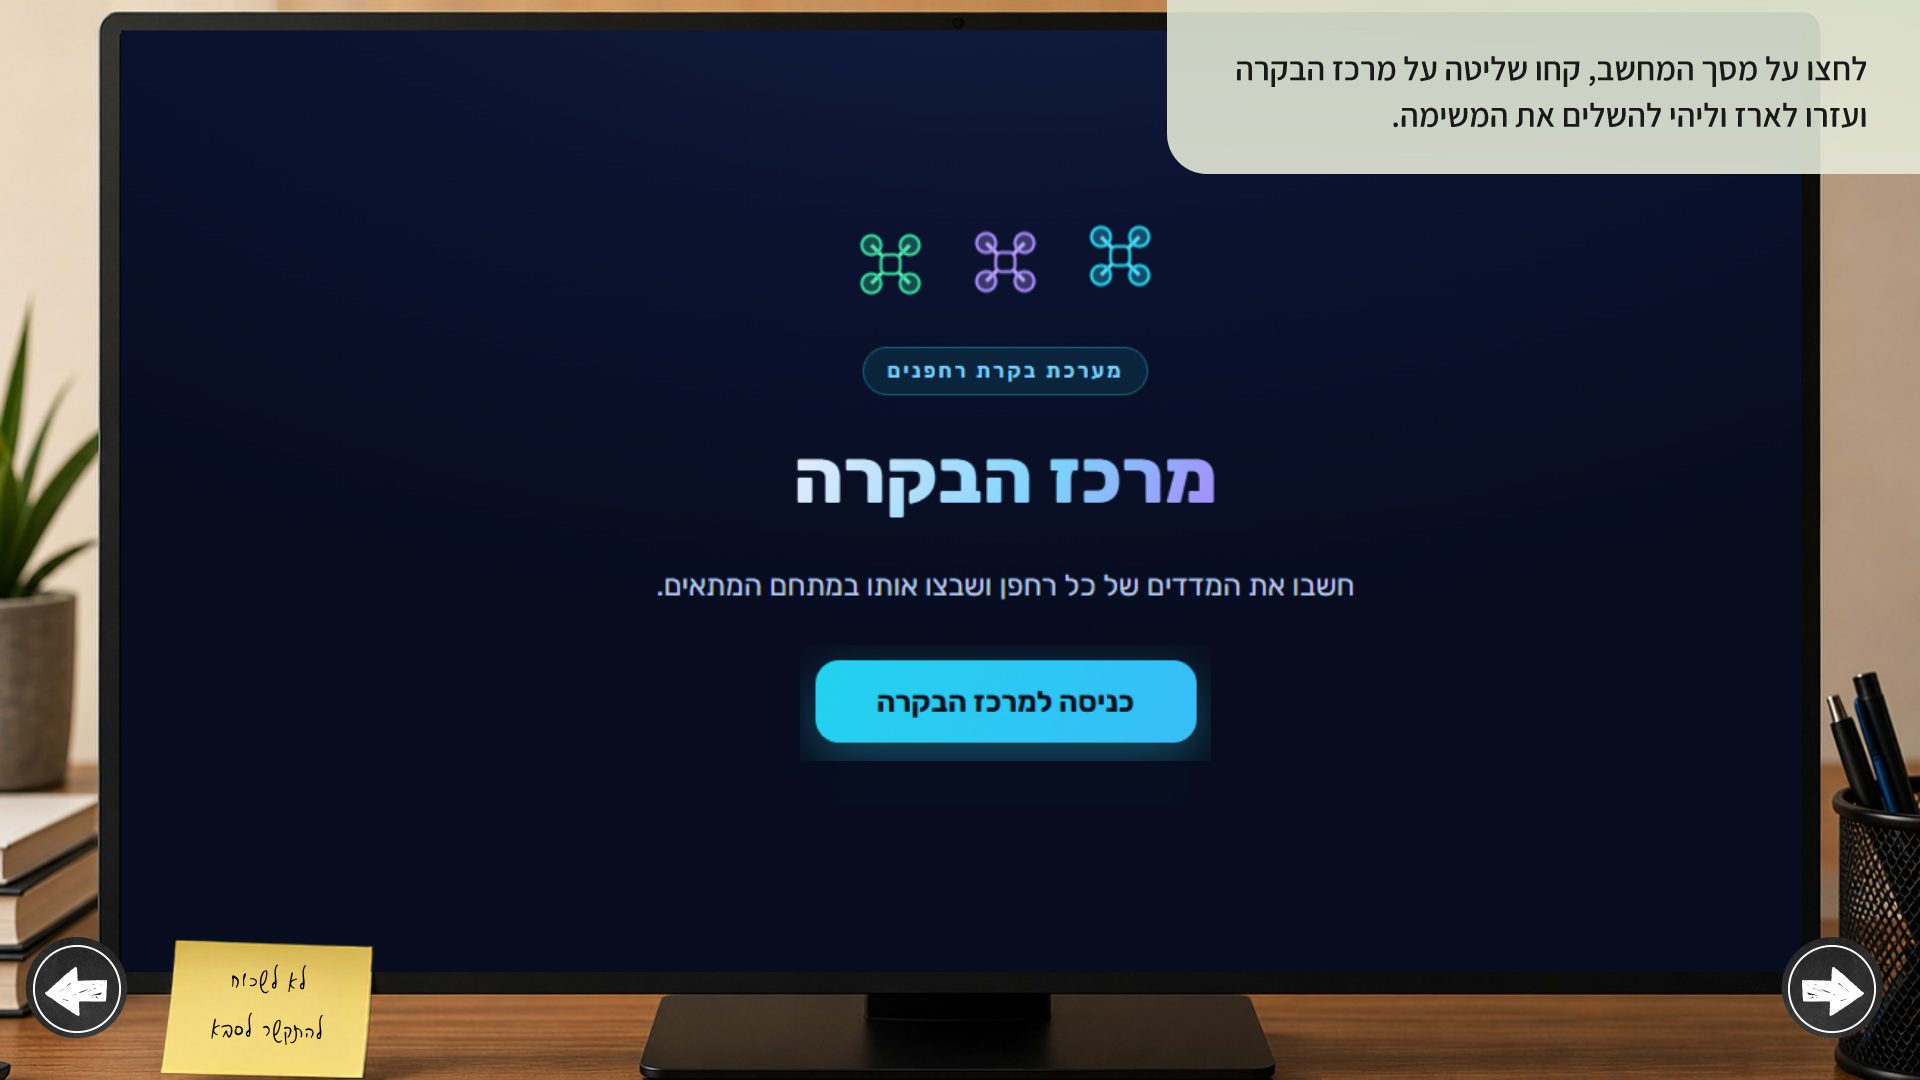 לחצו על מסך המחשב, קחו שליטה על מרכז הבקרה
ועזרו לארז וליהי להשלים את המשימה.
מערכת בקרת רחפנים
מרכז הבקרה
חשבו את המדדים של כל רחפן ושבצו אותו במתחם המתאים.
כניסה למרכז הבקרה
לא לשכוח
להתקשר לסבא